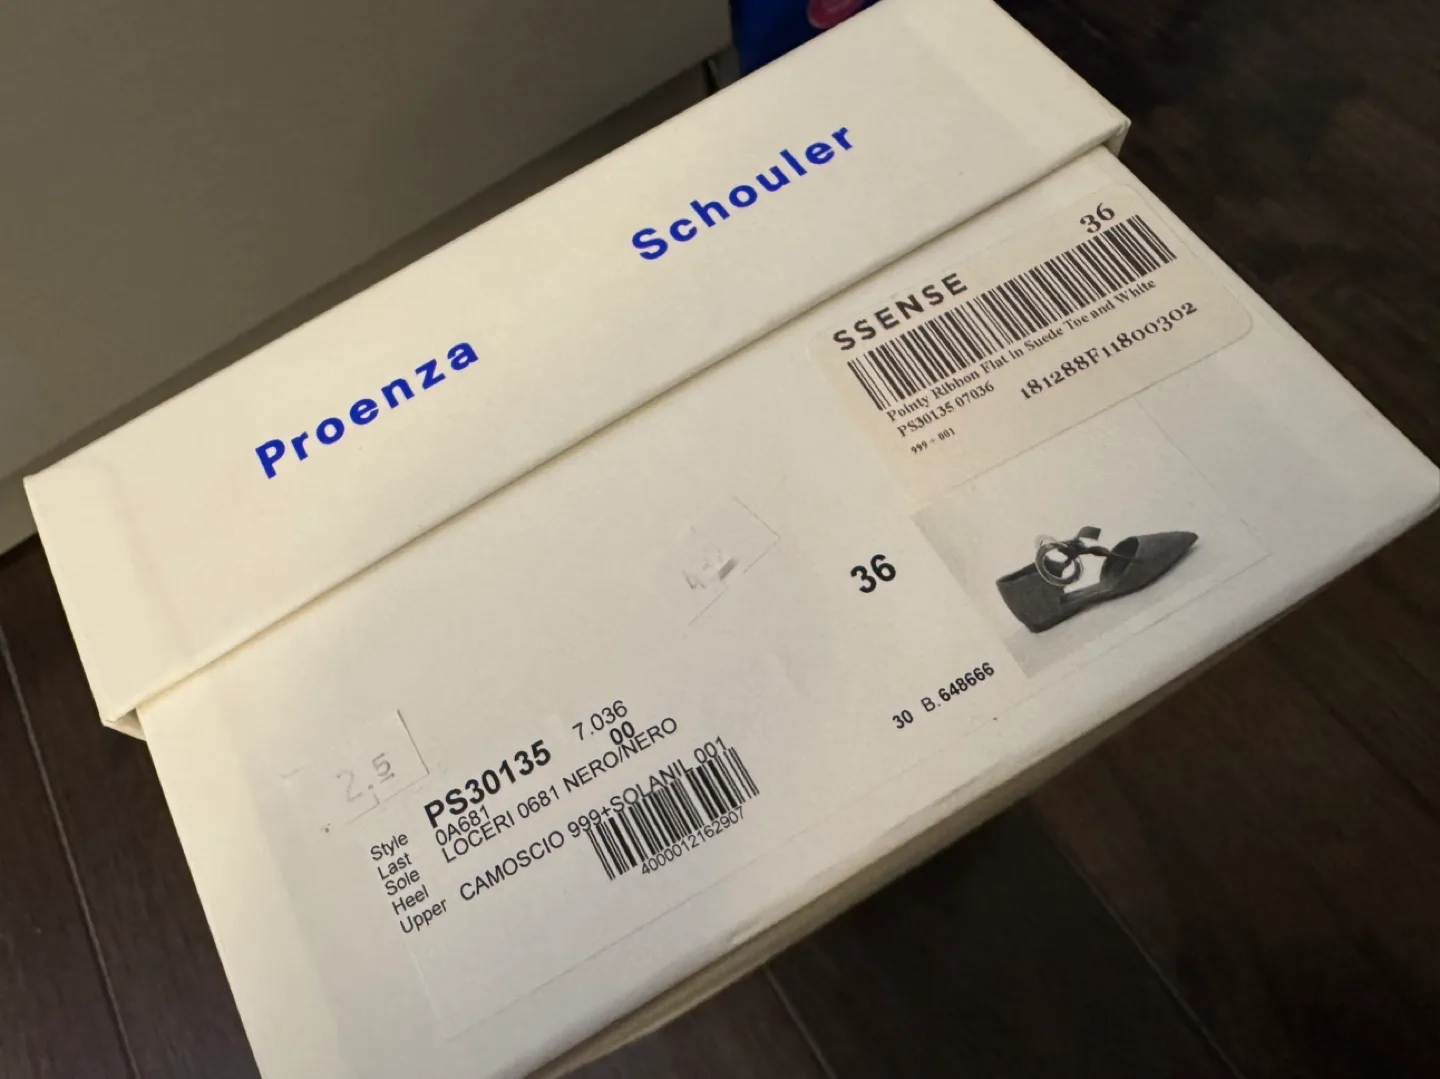 Proenza Schouler
SSENSE 36
Pointy Ribbon Flat in Suede Toe and White
PS30135 07036
181288F11800302
999 + 001
36
30 B. 648666
2.5
Style PS30135 7.036
Last 0A681 00
Sole LOCERI 0681 NERO/NERO
Heel
Upper CAMOSCIO 999+SOLANIL 001
4000012162907